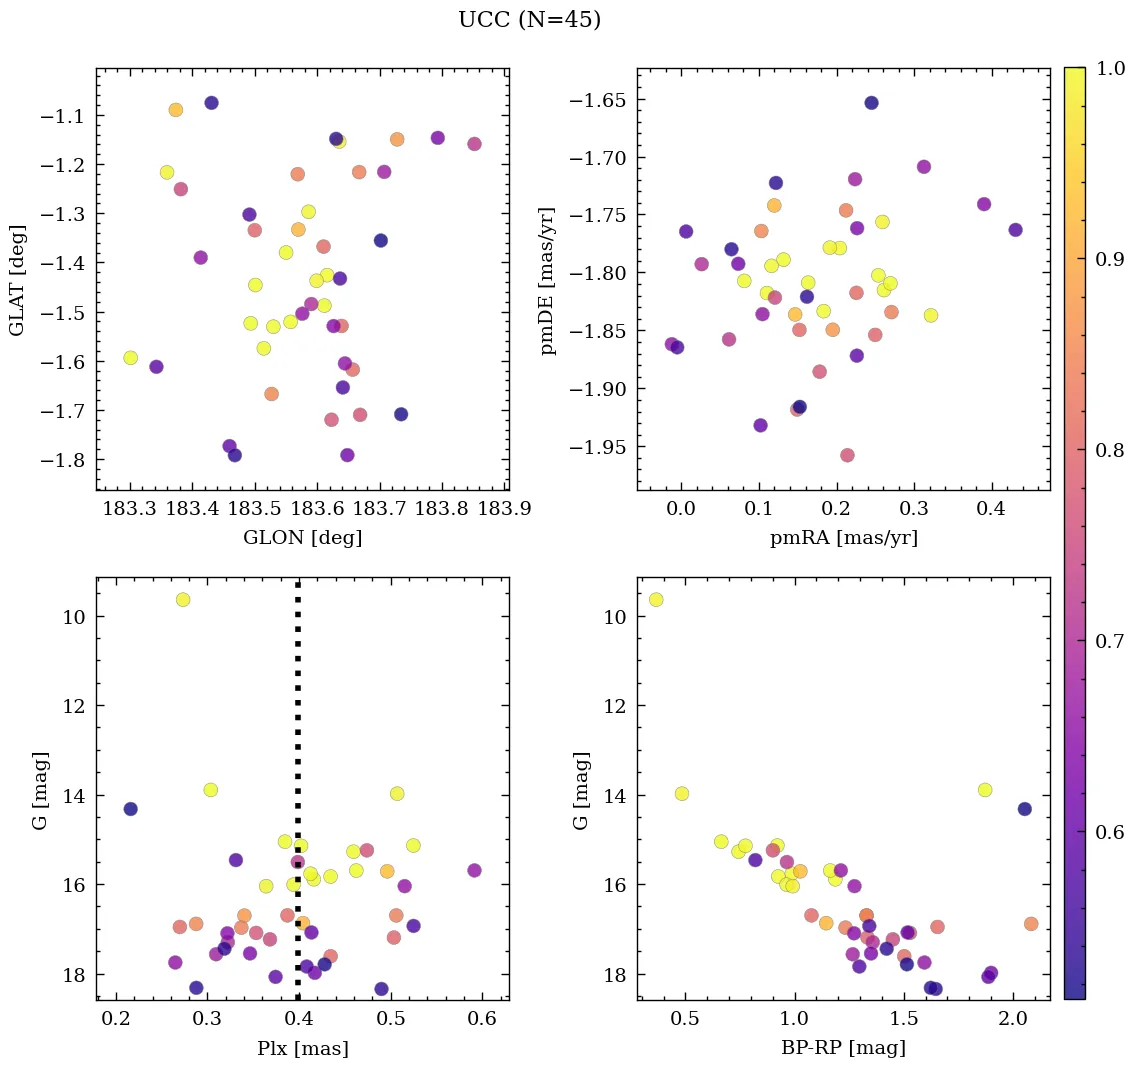 UCC (N=45)
−1.1
−1.2
−1.3
−1.4
−1.5
−1.6
−1.7
−1.8
GLAT [deg]
183.3 183.4 183.5 183.6 183.7 183.8 183.9
GLON [deg]
−1.65
−1.70
−1.75
−1.80
−1.85
−1.90
−1.95
pmDE [mas/yr]
0.0 0.1 0.2 0.3 0.4
pmRA [mas/yr]
10
12
14
16
18
G [mag]
0.2 0.3 0.4 0.5 0.6
Plx [mas]
10
12
14
16
18
G [mag]
0.5 1.0 1.5 2.0
BP-RP [mag]
1.0
0.9
0.8
0.7
0.6